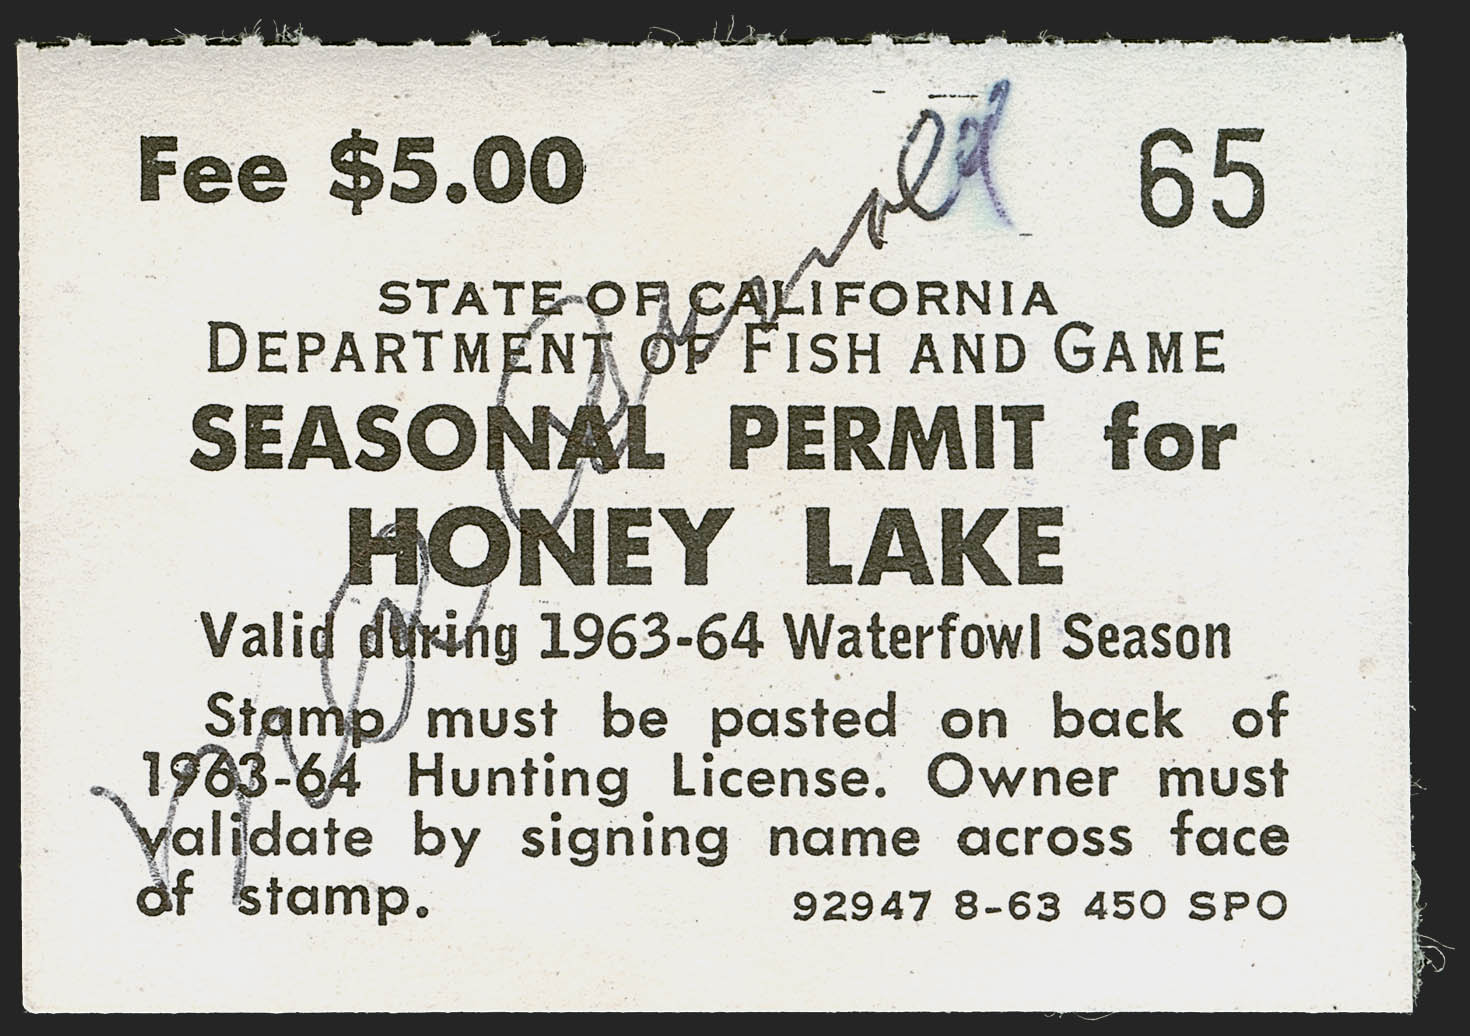 Fee $5.00 65
STATE OF CALIFORNIA
DEPARTMENT OF FISH AND GAME
SEASONAL PERMIT for
HONEY LAKE
Valid during 1963-64 Waterfowl Season
Stamp must be pasted on back of
1963-64 Hunting License. Owner must
validate by signing name across face
of stamp. 92947 8-63 450 SPO
Arnold